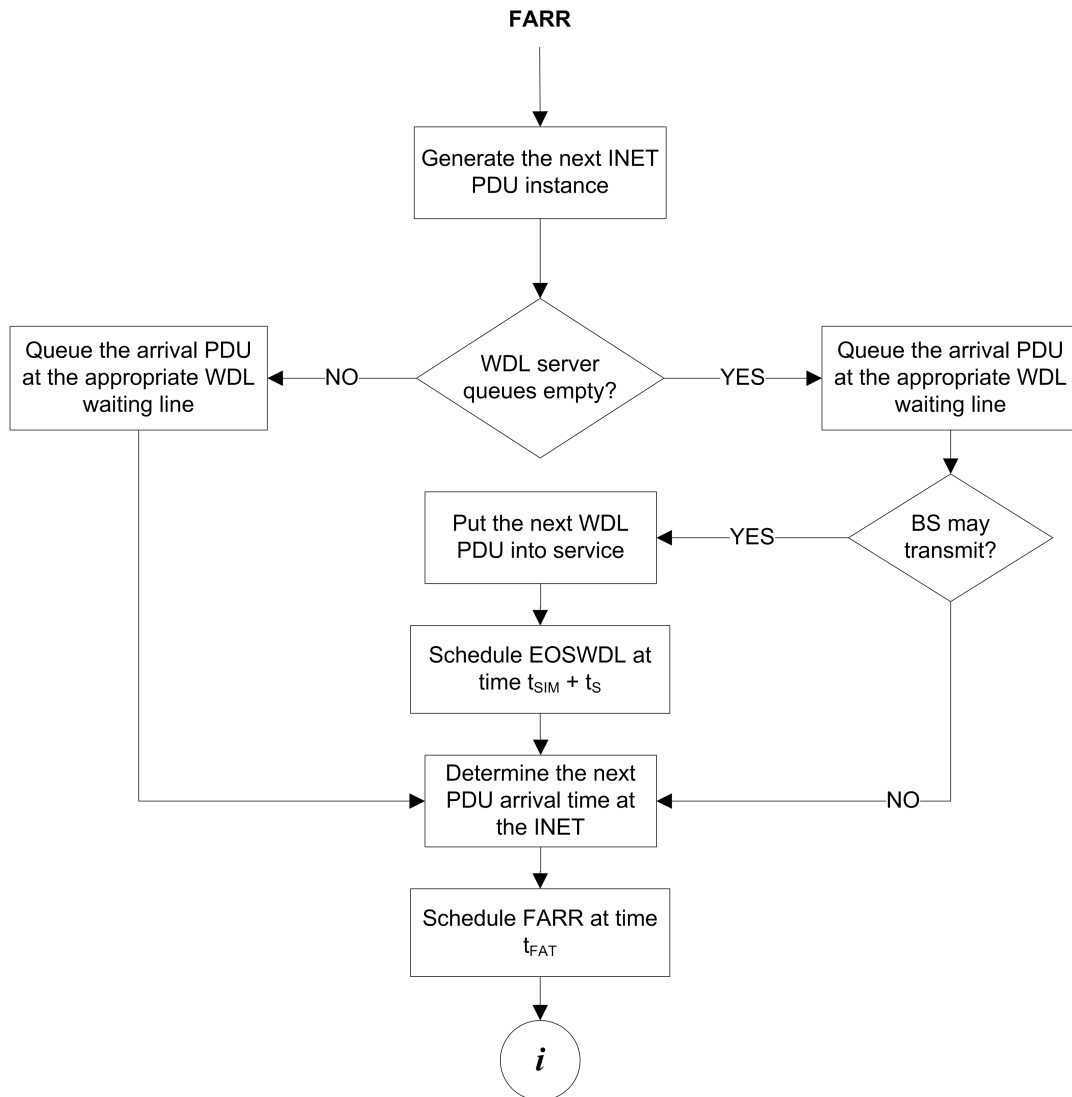 FARR
Generate the next INET
PDU instance
Queue the arrival PDU
at the appropriate WDL
waiting line
NO
WDL server
queues empty?
YES
Queue the arrival PDU
at the appropriate WDL
waiting line
Put the next WDL
PDU into service
YES
BS may
transmit?
Schedule EOSWDL at
time tSIM + tS
Determine the next
PDU arrival time at
the INET
NO
Schedule FARR at time
tFAT
i